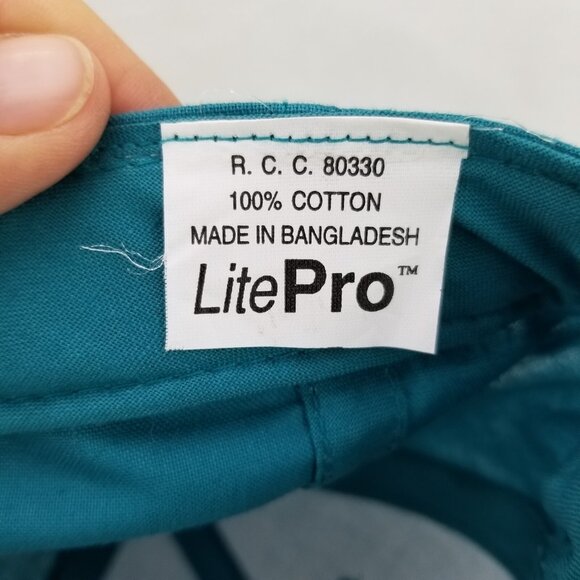 R. C. C. 80330
100% COTTON
MADE IN BANGLADESH
LitePro™